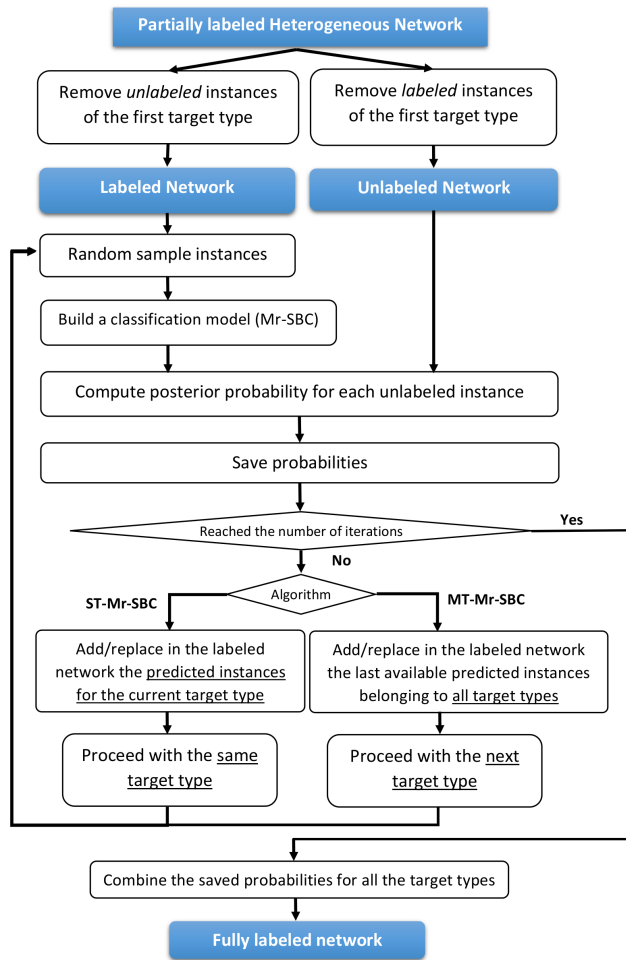 Partially labeled Heterogeneous Network
Remove unlabeled instances
of the first target type
Remove labeled instances
of the first target type
Labeled Network
Unlabeled Network
Random sample instances
Build a classification model (Mr-SBC)
Compute posterior probability for each unlabeled instance
Save probabilities
Reached the number of iterations
Yes
No
Algorithm
ST-Mr-SBC
MT-Mr-SBC
Add/replace in the labeled
network the predicted instances
for the current target type
Add/replace in the labeled network
the last available predicted instances
belonging to all target types
Proceed with the same
target type
Proceed with the next
target type
Combine the saved probabilities for all the target types
Fully labeled network